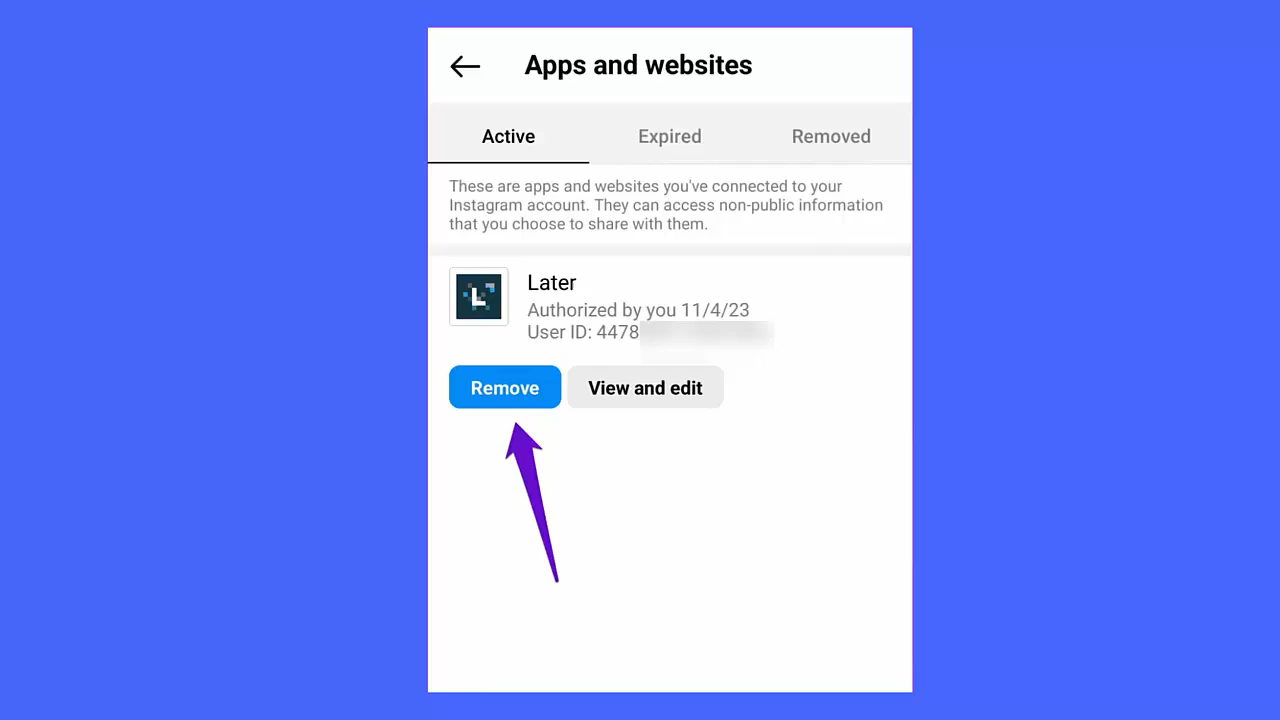 Apps and websites
Active Expired Removed
These are apps and websites you've connected to your
Instagram account. They can access non-public information
that you choose to share with them.
L
Later
Authorized by you 11/4/23
User ID: 4478
Remove View and edit